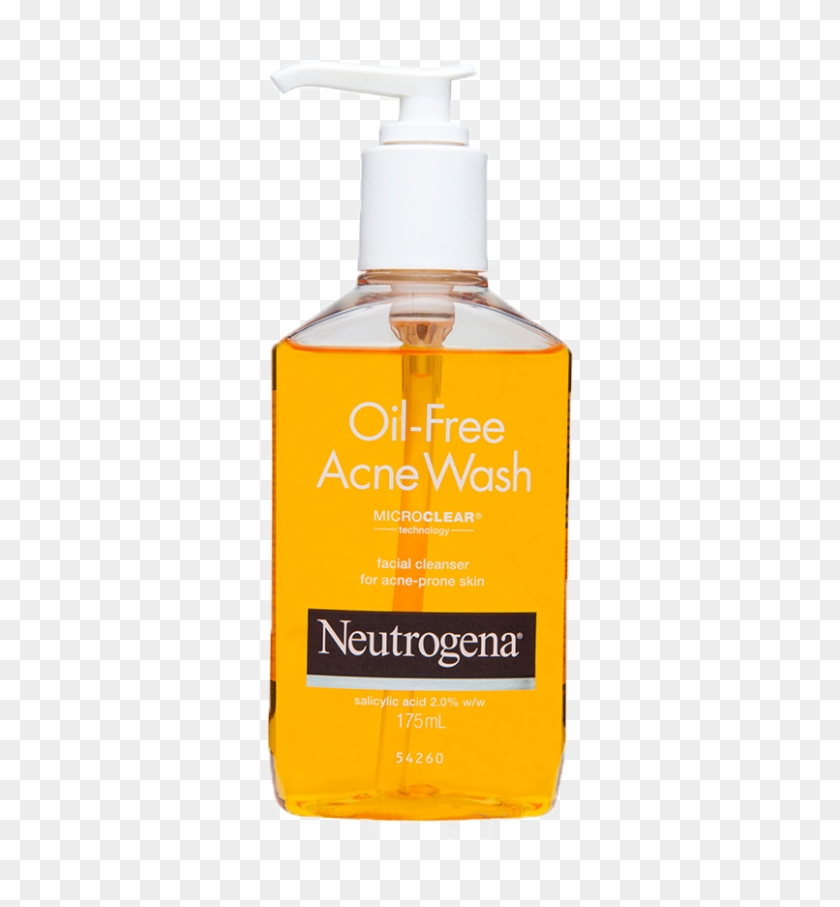 Oil-Free
Acne Wash
MICROCLEAR®
technology
facial cleanser
for acne-prone skin
Neutrogena®
salicylic acid 2.0% w/w
175mL
54260